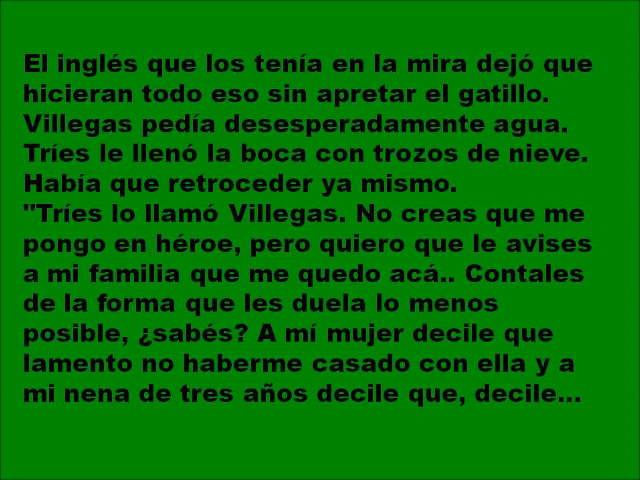 El inglés que los tenía en la mira dejó que
hicieran todo eso sin apretar el gatillo.
Villegas pedía desesperadamente agua.
Tríes le llenó la boca con trozos de nieve.
Había que retroceder ya mismo.
"Tríes lo llamó Villegas. No creas que me
pongo en héroe, pero quiero que le avises
a mi familia que me quedo acá.. Contales
de la forma que les duela lo menos
posible, ¿sabés? A mí mujer decile que
lamento no haberme casado con ella y a
mi nena de tres años decile que, decile...